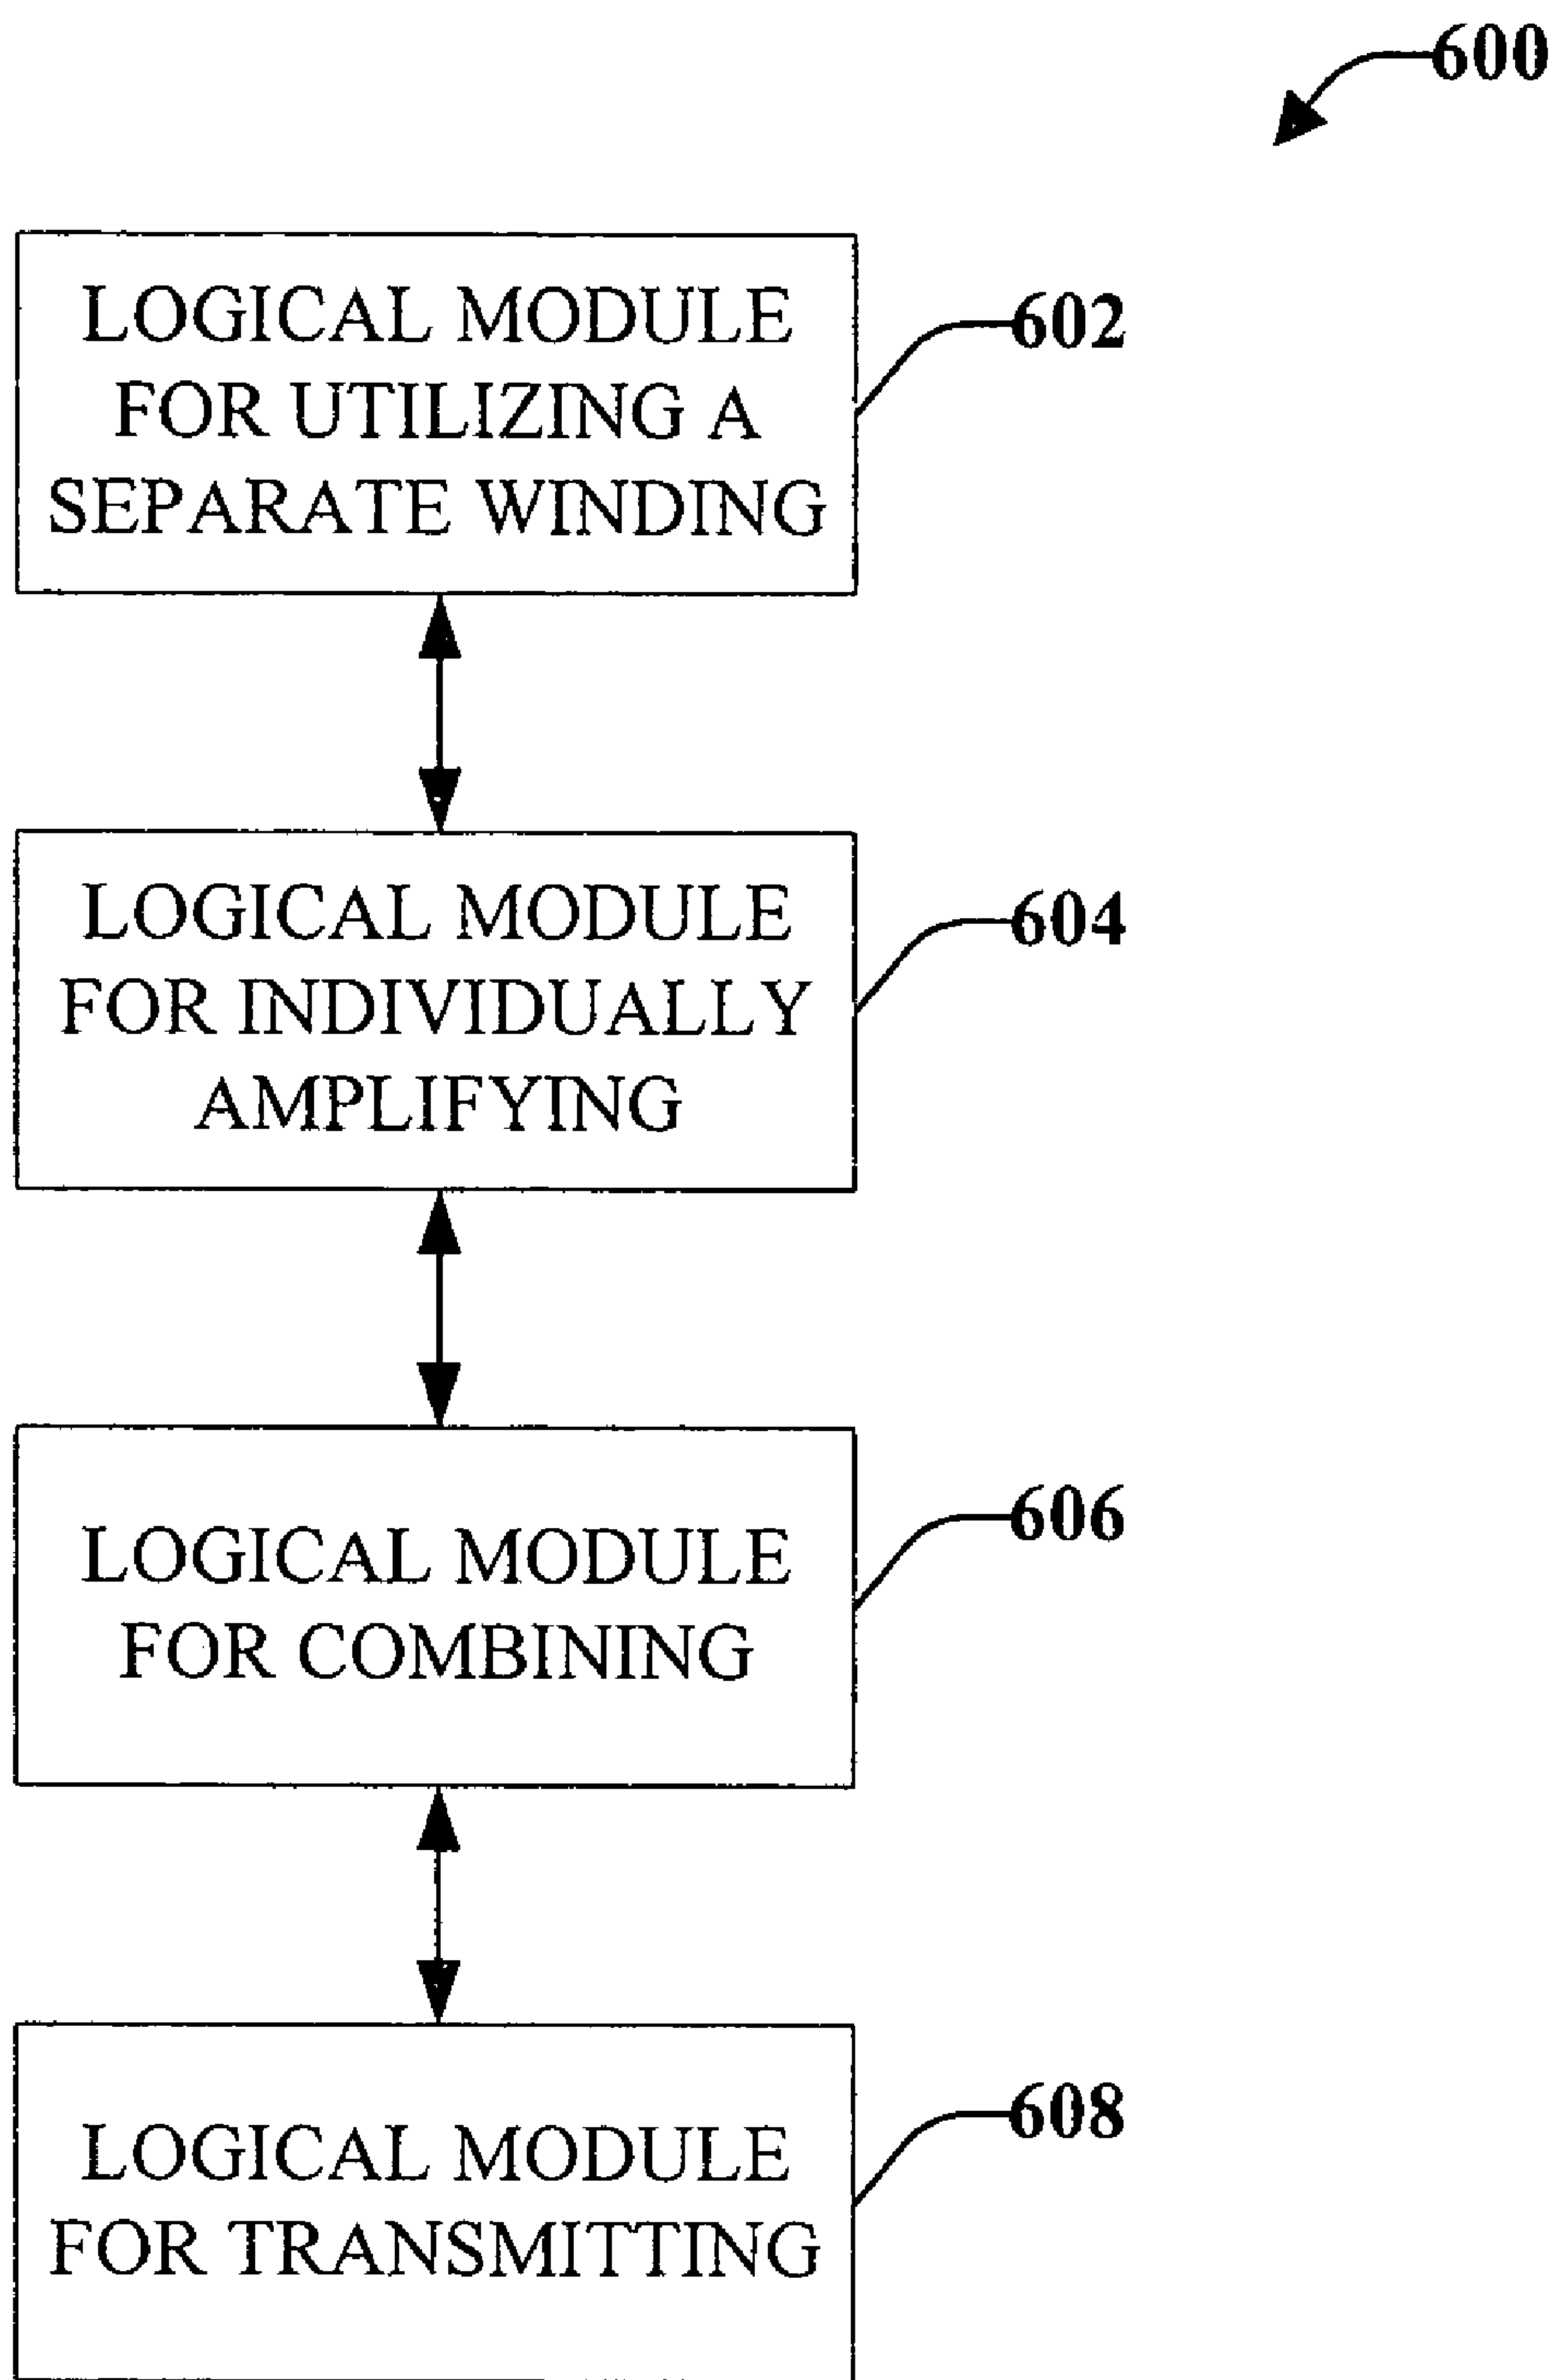 600
LOGICAL MODULE
FOR UTILIZING A
SEPARATE WINDING
602
LOGICAL MODULE
FOR INDIVIDUALLY
AMPLIFYING
604
LOGICAL MODULE
FOR COMBINING
606
LOGICAL MODULE
FOR TRANSMITTING
608